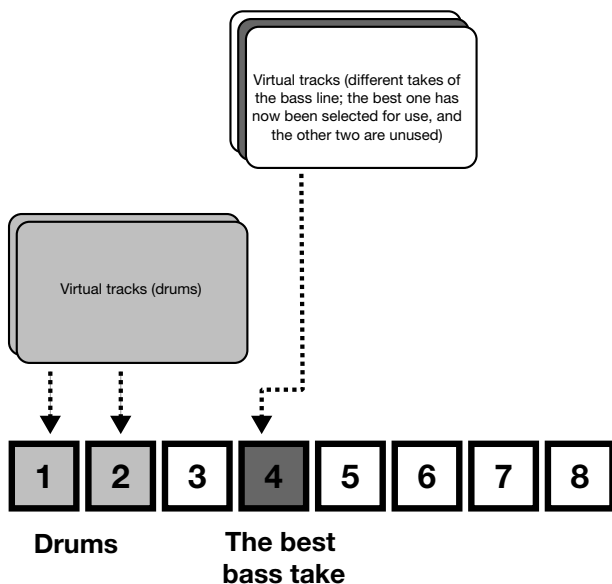 Virtual tracks (different takes of
the bass line; the best one has
now been selected for use, and
the other two are unused)
Virtual tracks (drums)
1 2 3 4 5 6 7 8
Drums
The best
bass take